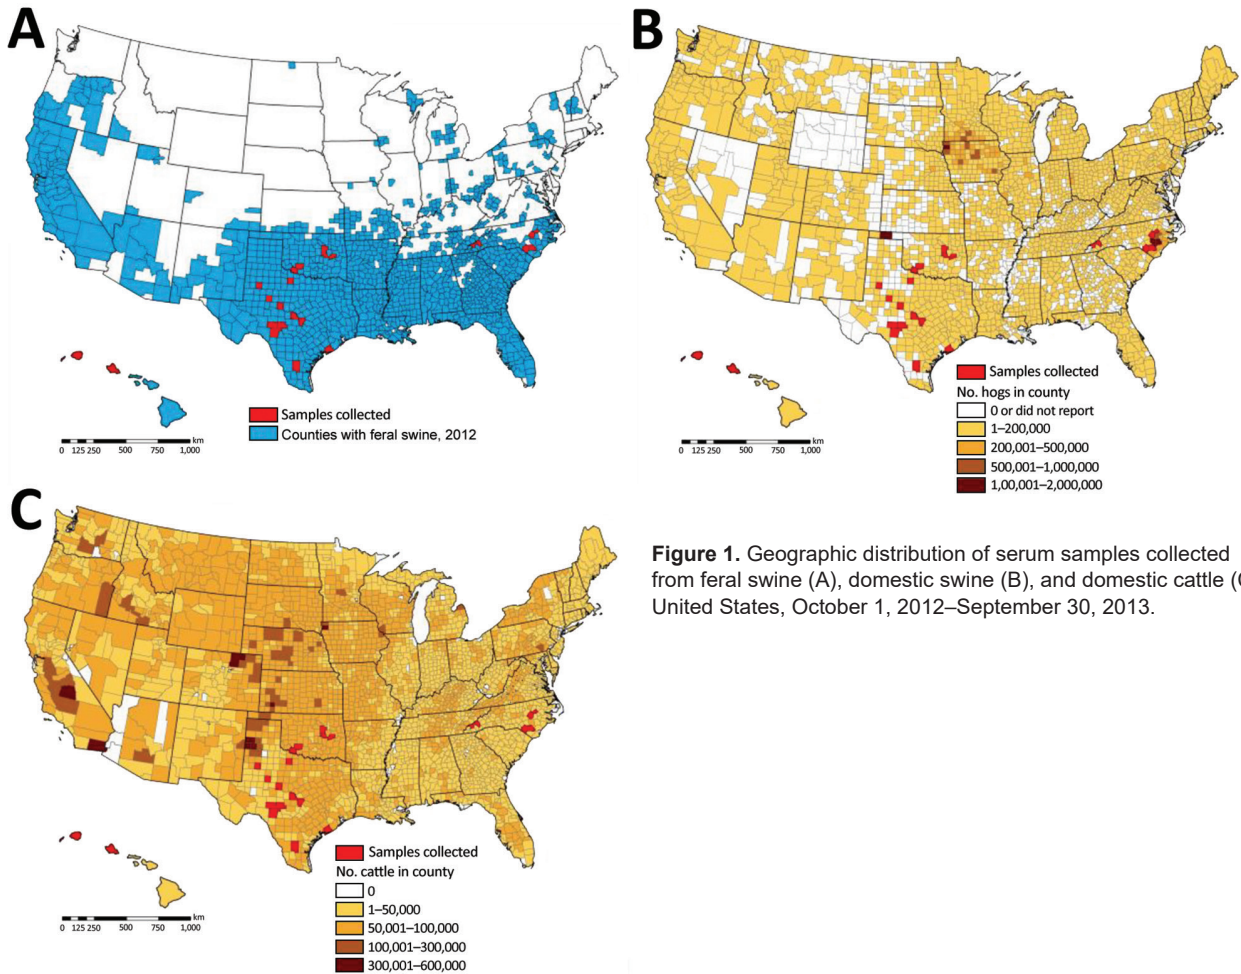 A
Samples collected
Counties with feral swine, 2012
km
0 125 250 500 750 1,000
B
Samples collected
No. hogs in county
0 or did not report
1–200,000
200,001–500,000
500,001–1,000,000
1,00,001–2,000,000
km
0 125 250 500 750 1,000
C
Samples collected
No. cattle in county
0
1–50,000
50,001–100,000
100,001–300,000
300,001–600,000
km
0 125 250 500 750 1,000
Figure 1. Geographic distribution of serum samples collected
from feral swine (A), domestic swine (B), and domestic cattle (
United States, October 1, 2012–September 30, 2013.